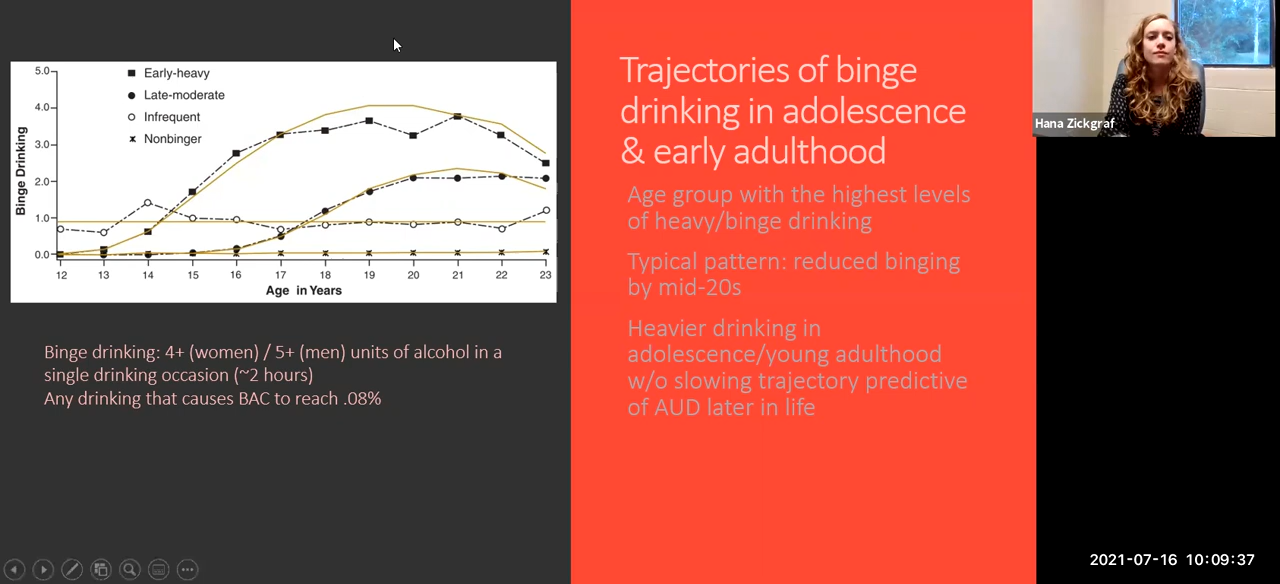 5.0
4.0
3.0
2.0
1.0
0.0
Binge Drinking
Early-heavy
Late-moderate
Infrequent
Nonbinger
12 13 14 15 16 17 18 19 20 21 22 23
Age in Years
Binge drinking: 4+ (women) / 5+ (men) units of alcohol in a
single drinking occasion (~2 hours)
Any drinking that causes BAC to reach .08%
Trajectories of binge
drinking in adolescence
& early adulthood
Age group with the highest levels
of heavy/binge drinking
Typical pattern: reduced binging
by mid-20s
Heavier drinking in
adolescence/young adulthood
w/o slowing trajectory predictive
of AUD later in life
Hana Zickgraf
2021-07-16 10:09:37